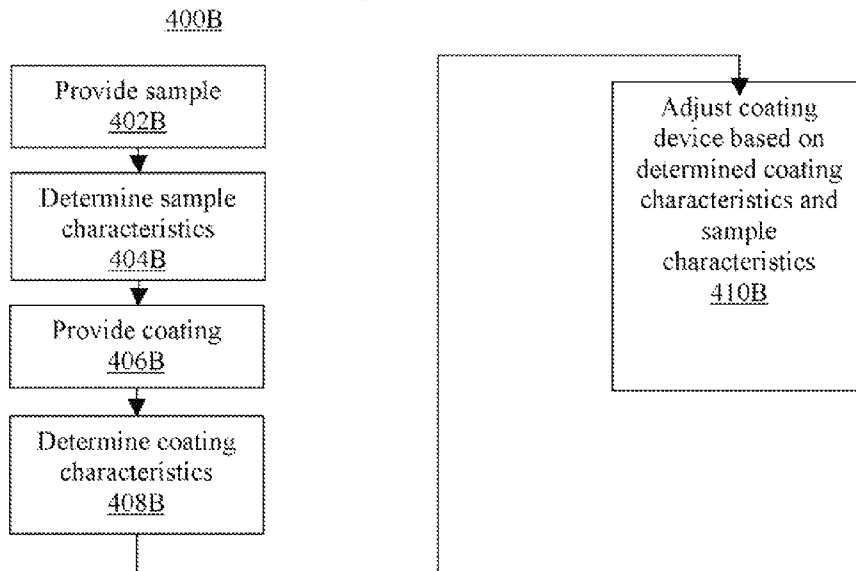 400B
Provide sample
402B
Determine sample
characteristics
404B
Provide coating
406B
Determine coating
characteristics
408B
Adjust coating
device based on
determined coating
characteristics and
sample
characteristics
410B